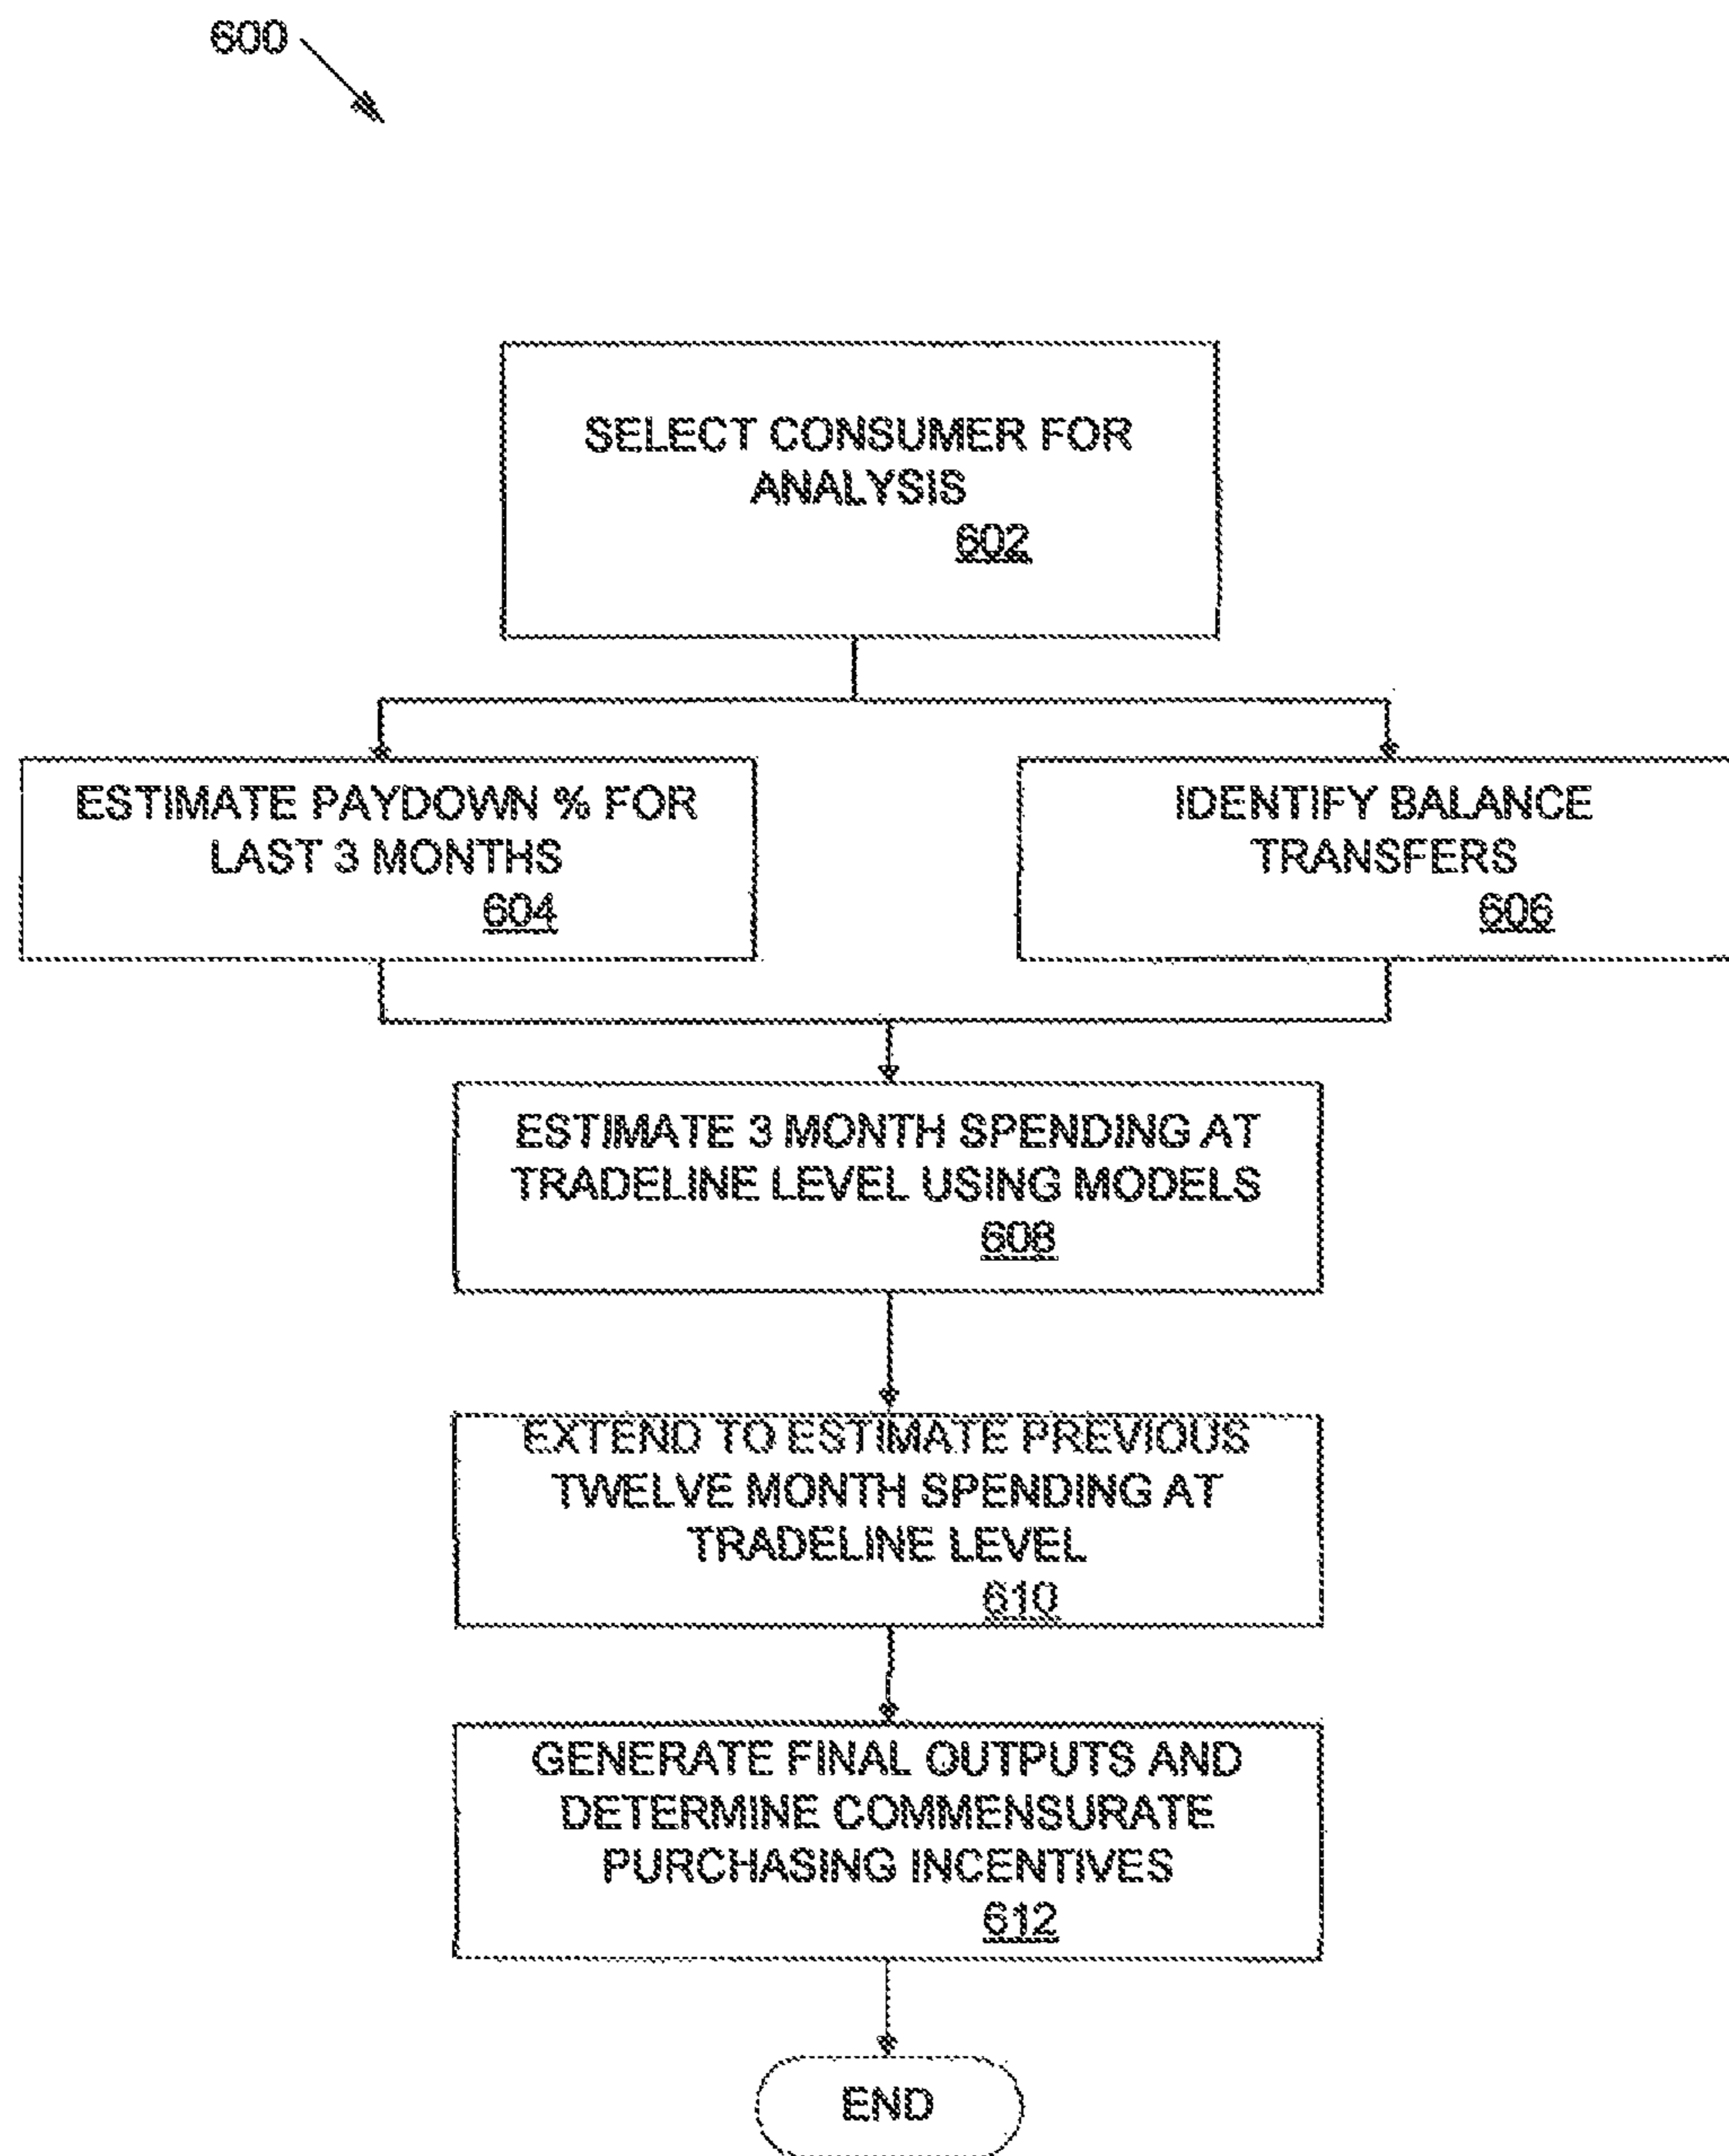 600
SELECT CONSUMER FOR
ANALYSIS
602
ESTIMATE PAYDOWN % FOR
LAST 3 MONTHS
604
IDENTIFY BALANCE
TRANSFERS
606
ESTIMATE 3 MONTH SPENDING AT
TRADELINE LEVEL USING MODELS
608
EXTEND TO ESTIMATE PREVIOUS
TWELVE MONTH SPENDING AT
TRADELINE LEVEL
610
GENERATE FINAL OUTPUTS AND
DETERMINE COMMENSURATE
PURCHASING INCENTIVES
612
END